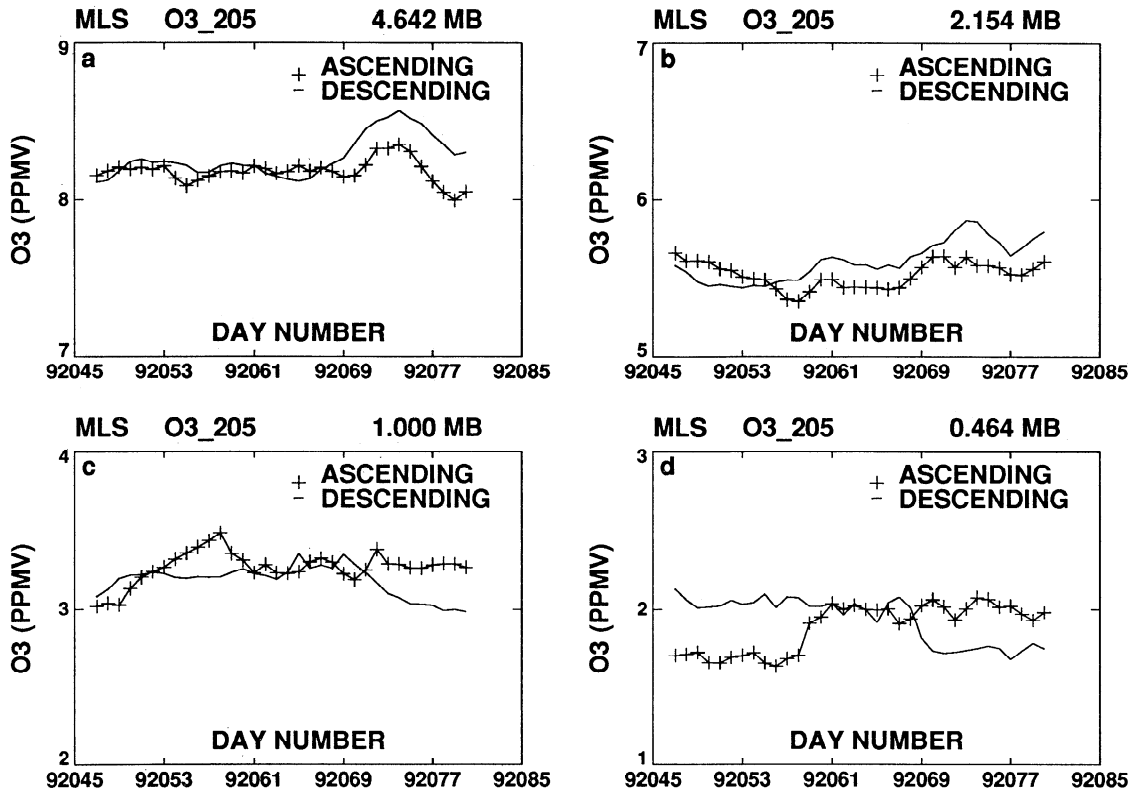 MLS O3_205 4.642 MB
9
a
+ ASCENDING
– DESCENDING
8
O3 (PPMV)
DAY NUMBER
7
92045 92053 92061 92069 92077 92085
MLS O3_205 2.154 MB
7
b
+ ASCENDING
– DESCENDING
6
O3 (PPMV)
DAY NUMBER
5
92045 92053 92061 92069 92077 92085
MLS O3_205 1.000 MB
4
c
+ ASCENDING
– DESCENDING
3
O3 (PPMV)
DAY NUMBER
2
92045 92053 92061 92069 92077 92085
MLS O3_205 0.464 MB
3
d
+ ASCENDING
– DESCENDING
2
O3 (PPMV)
DAY NUMBER
1
92045 92053 92061 92069 92077 92085